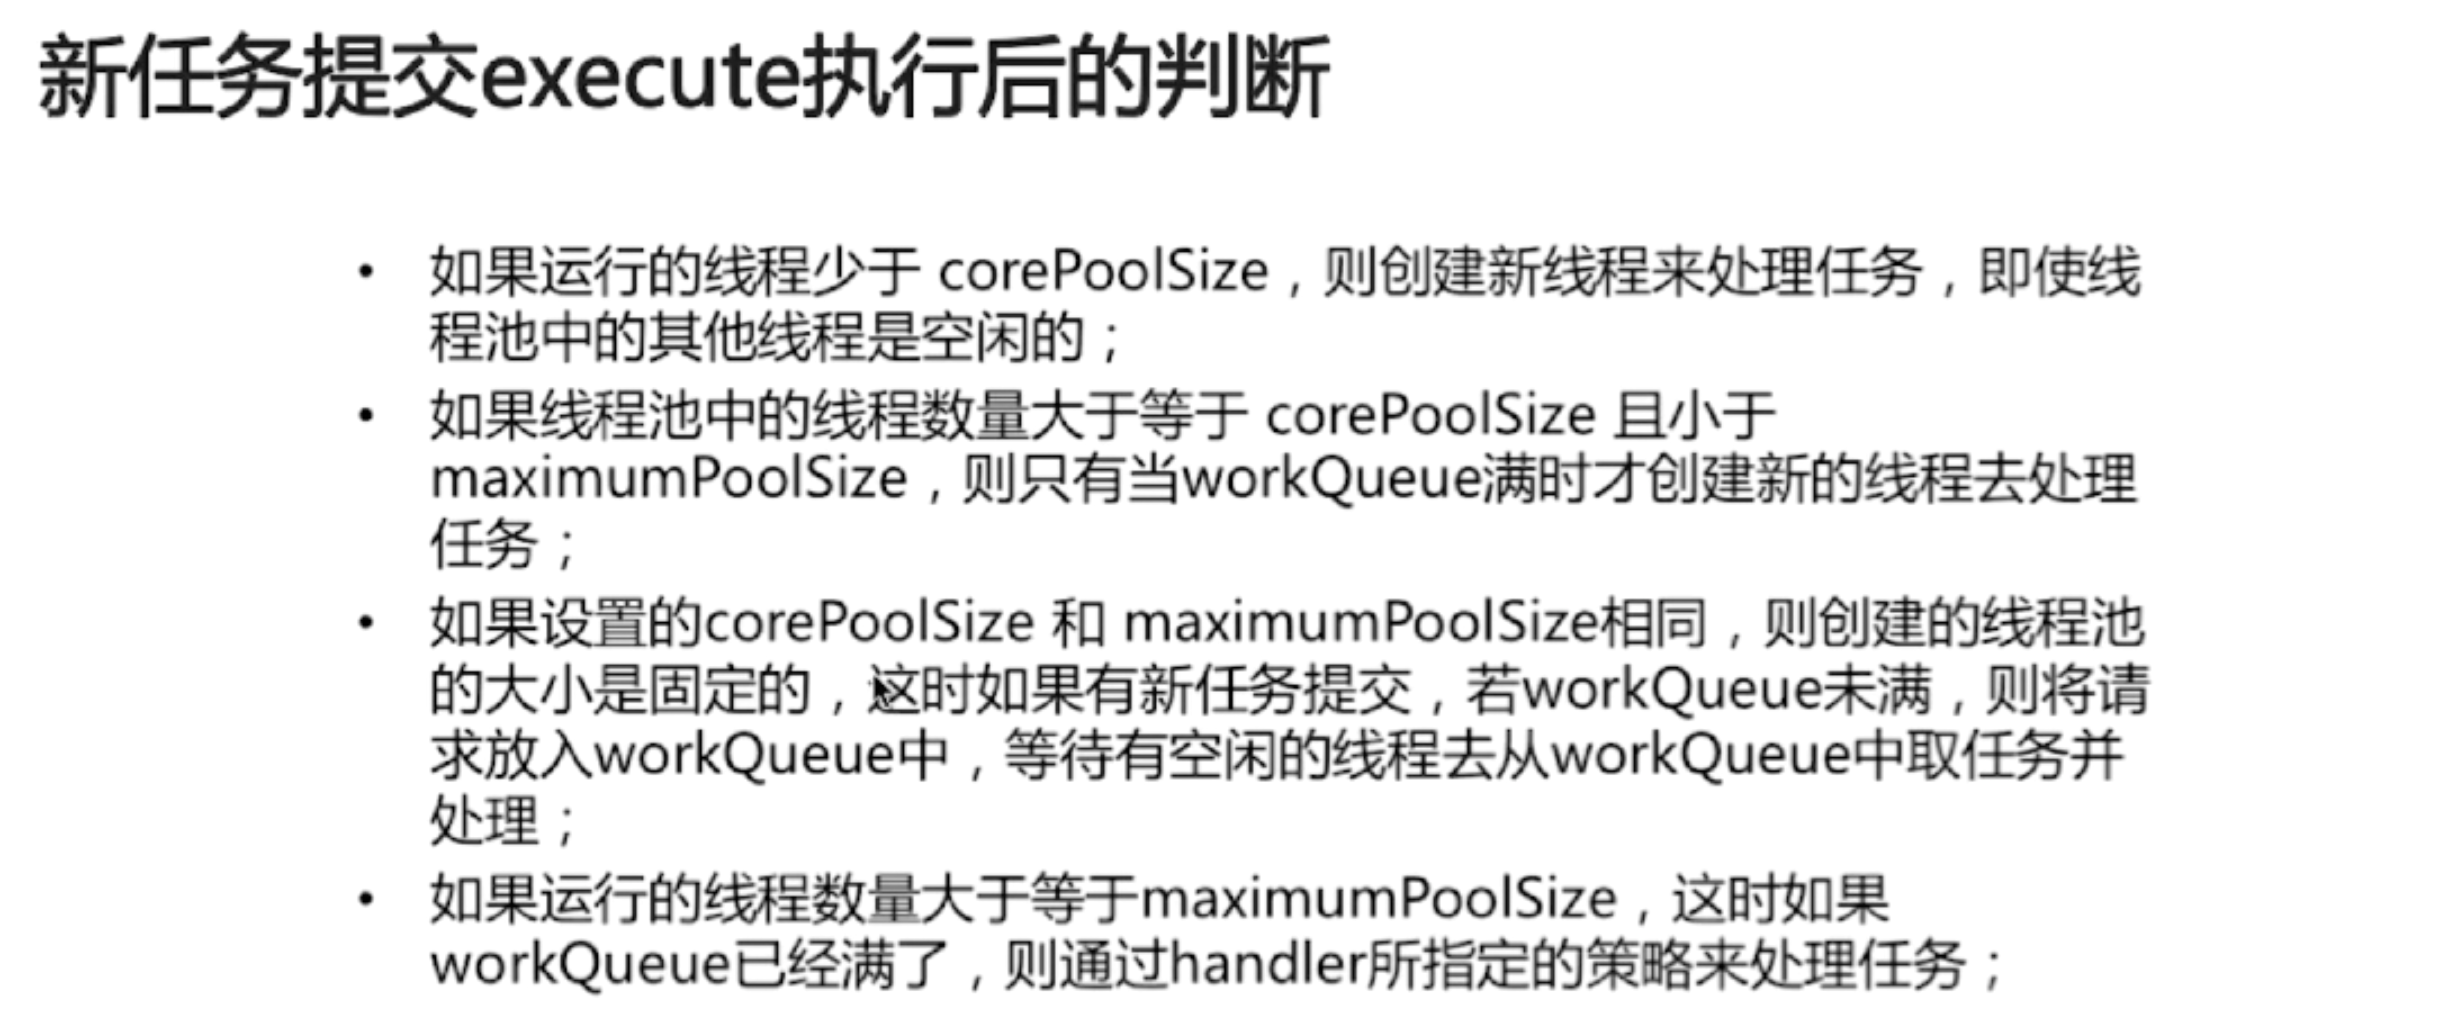 新任务提交execute执行后的判断
• 如果运行的线程少于 corePoolSize，则创建新线程来处理任务，即使线
程池中的其他线程是空闲的；
• 如果线程池中的线程数量大于等于 corePoolSize 且小于
maximumPoolSize，则只有当workQueue满时才创建新的线程去处理
任务；
• 如果设置的corePoolSize 和 maximumPoolSize相同，则创建的线程池
的大小是固定的，这时如果有新任务提交，若workQueue未满，则将请
求放入workQueue中，等待有空闲的线程去从workQueue中取任务并
处理；
• 如果运行的线程数量大于等于maximumPoolSize，这时如果
workQueue已经满了，则通过handler所指定的策略来处理任务；